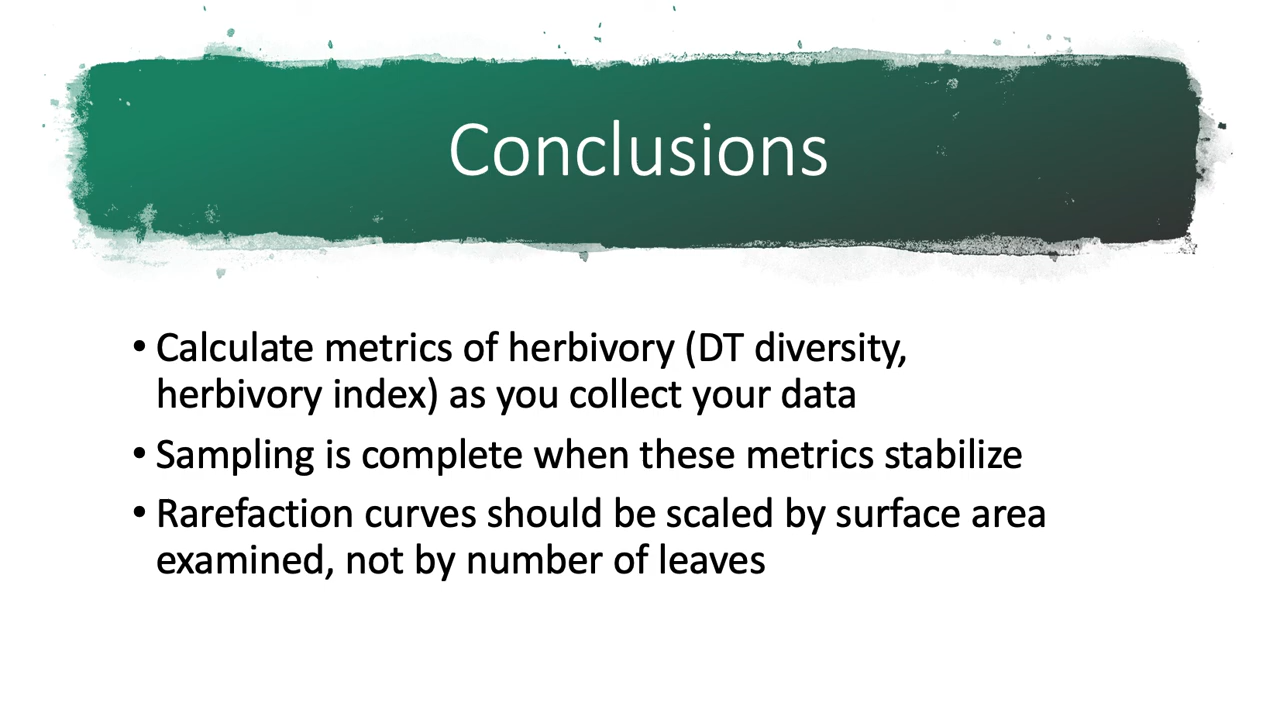 Conclusions
• Calculate metrics of herbivory (DT diversity,
herbivory index) as you collect your data
• Sampling is complete when these metrics stabilize
• Rarefaction curves should be scaled by surface area
examined, not by number of leaves